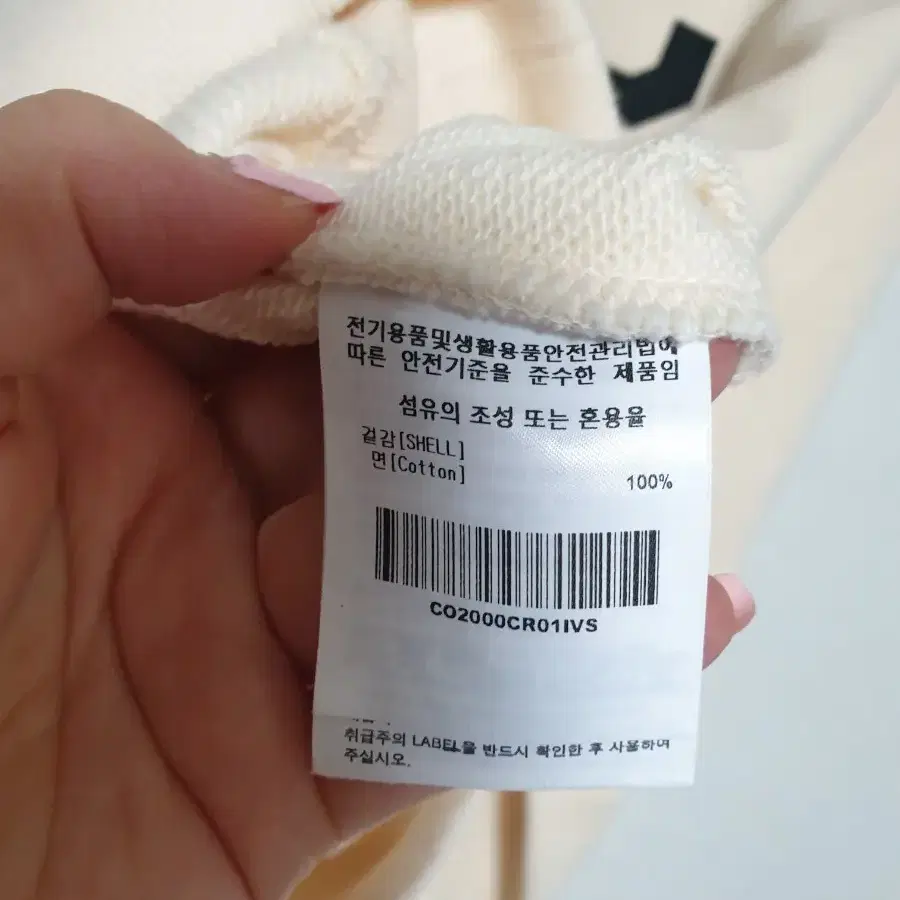 전기용품및생활용품안전관리법에
따른 안전기준을 준수한 제품임
섬유의 조성 또는 혼용율
겉감[SHELL]
면[Cotton]
100%
CO2000CR01IVS
취급주의 LABEL을 반드시 확인한 후 사용하여
주십시오.